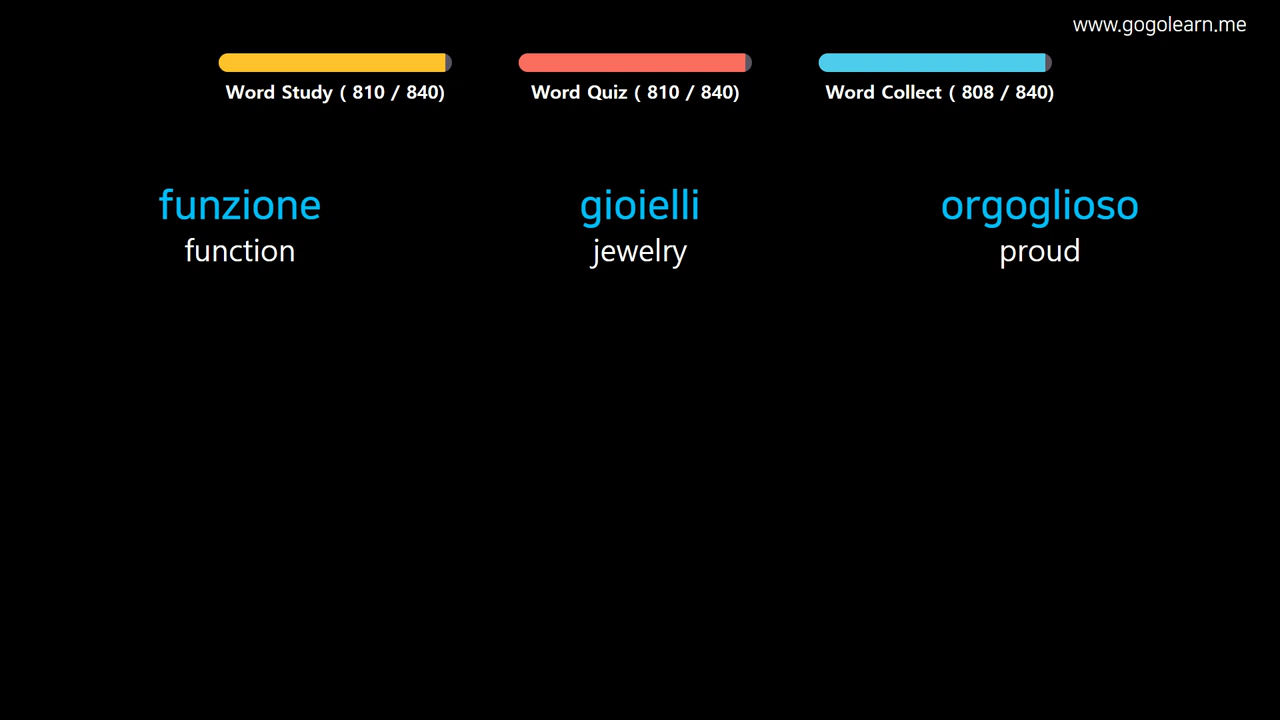 www.gogolearn.me
Word Study ( 810 / 840)
Word Quiz ( 810 / 840)
Word Collect ( 808 / 840)
funzione
function
gioielli
jewelry
orgoglioso
proud